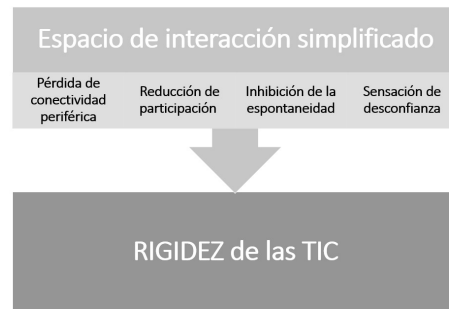 Espacio de interacción simplificado
Pérdida de
conectividad
periférica
Reducción de
participación
Inhibición de la
espontaneidad
Sensación de
desconfianza
RIGIDEZ de las TIC